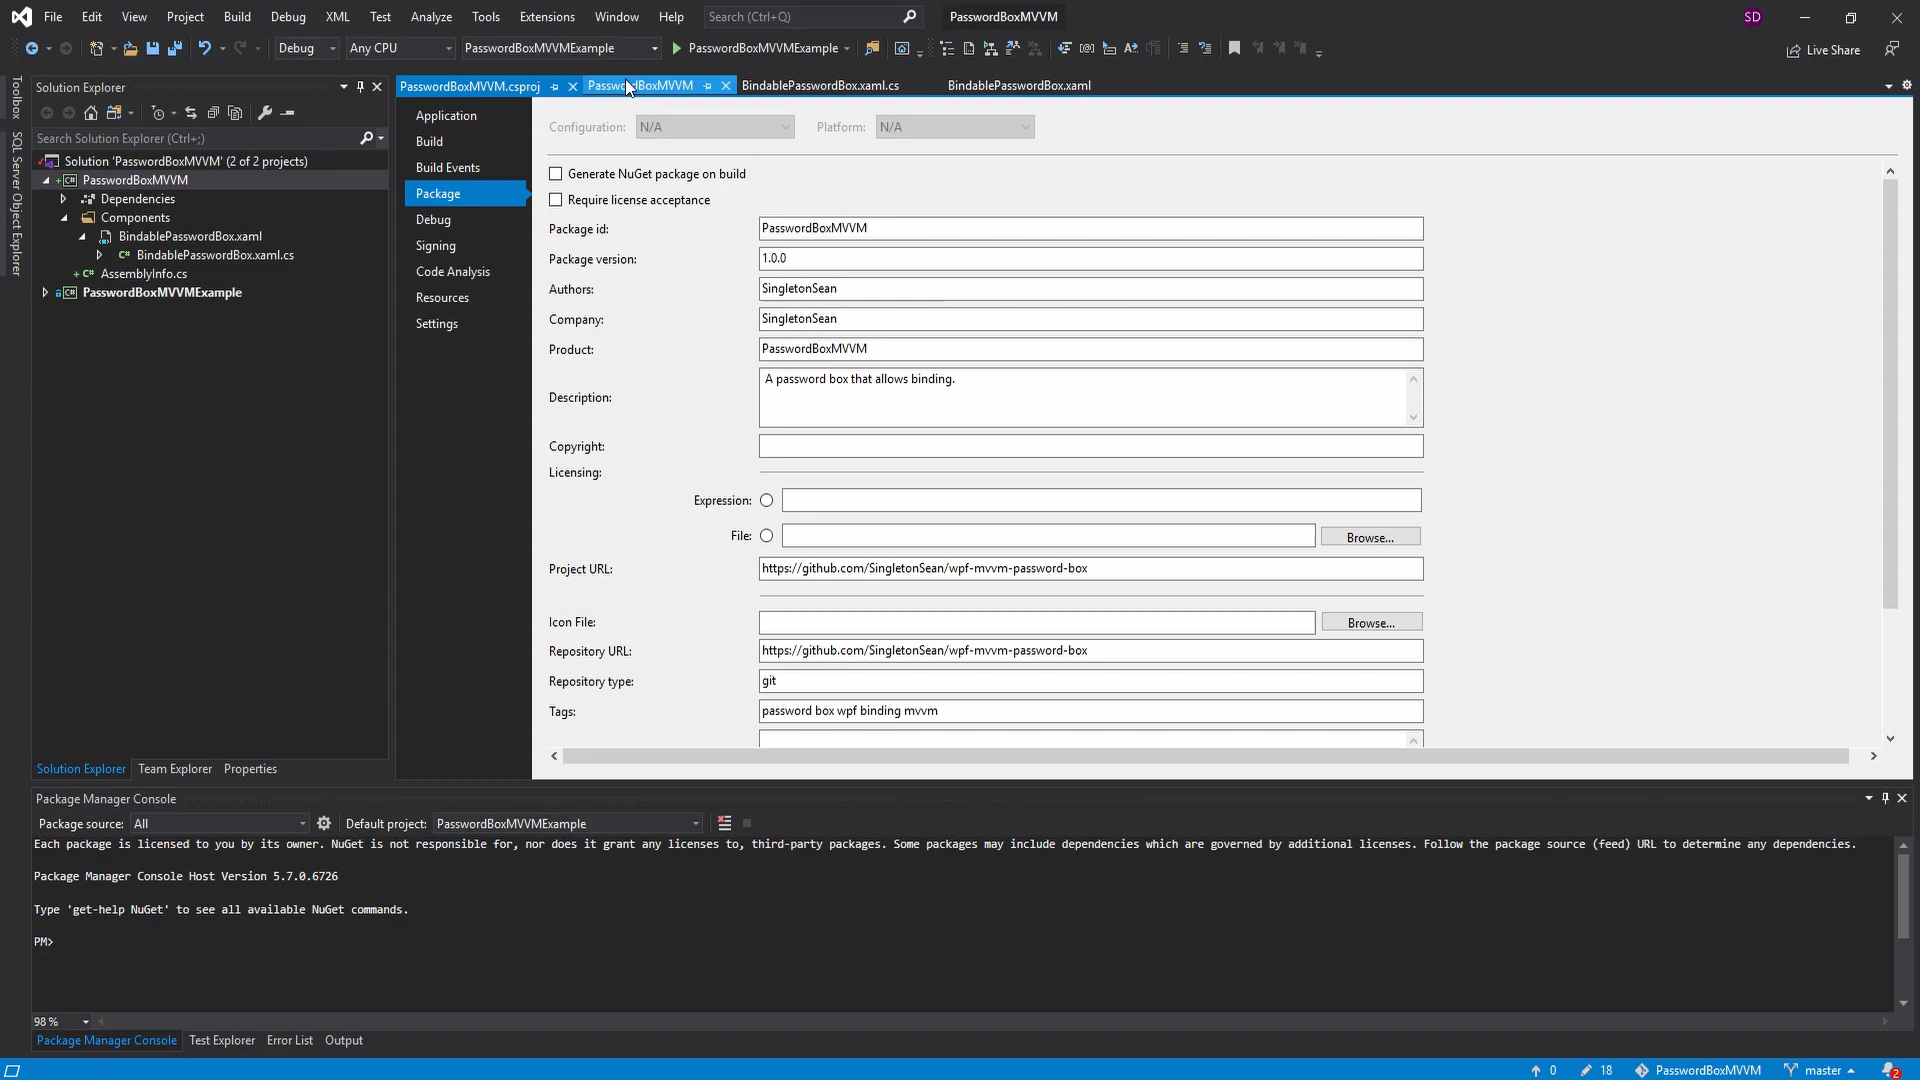 File Edit View Project Build Debug XML Test Analyze Tools Extensions Window Help Search (Ctrl+Q) PasswordBoxMVVM SD
Debug Any CPU PasswordBoxMVVMExample PasswordBoxMVVMExample Live Share
Toolbox
SQL Server Object Explorer
Solution Explorer
Search Solution Explorer (Ctrl+;)
Solution 'PasswordBoxMVVM' (2 of 2 projects)
PasswordBoxMVVM
Dependencies
Components
BindablePasswordBox.xaml
BindablePasswordBox.xaml.cs
AssemblyInfo.cs
PasswordBoxMVVMExample
Solution Explorer Team Explorer Properties
PasswordBoxMVVM.csproj PasswordBoxMVVM BindablePasswordBox.xaml.cs BindablePasswordBox.xaml
Application
Build
Build Events
Package
Debug
Signing
Code Analysis
Resources
Settings
Configuration: N/A Platform: N/A
Generate NuGet package on build
Require license acceptance
Package id: PasswordBoxMVVM
Package version: 1.0.0
Authors: SingletonSean
Company: SingletonSean
Product: PasswordBoxMVVM
Description: A password box that allows binding.
Copyright:
Licensing:
Expression:
File: Browse...
Project URL: https://github.com/SingletonSean/wpf-mvvm-password-box
Icon File: Browse...
Repository URL: https://github.com/SingletonSean/wpf-mvvm-password-box
Repository type: git
Tags: password box wpf binding mvvm
Package Manager Console
Package source: All Default project: PasswordBoxMVVMExample
Each package is licensed to you by its owner. NuGet is not responsible for, nor does it grant any licenses to, third-party packages. Some packages may include dependencies which are governed by additional licenses. Follow the package source (feed) URL to determine any dependencies.
Package Manager Console Host Version 5.7.0.6726
Type 'get-help NuGet' to see all available NuGet commands.
PM>
98 %
Package Manager Console Test Explorer Error List Output
0 18 PasswordBoxMVVM master 2